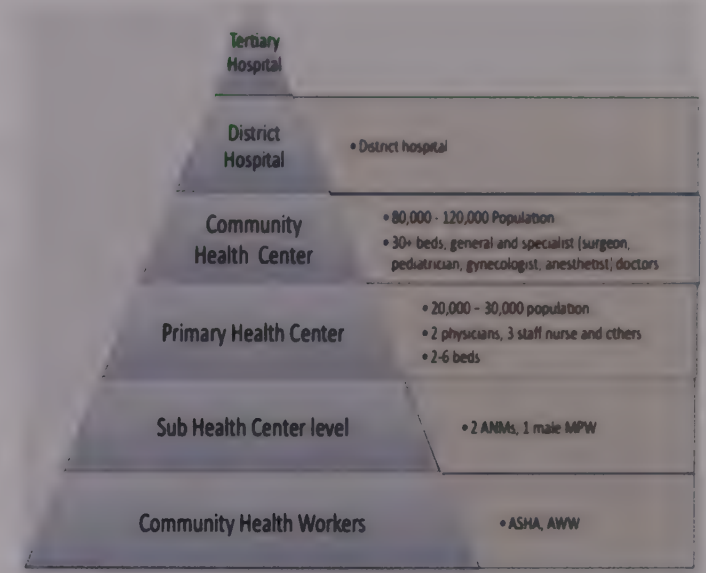 Tertiary
Hospital
District
Hospital
• District hospital
Community
Health Center
• 80,000 - 120,000 Population
• 30+ beds, general and specialist (surgeon,
pediatrician, gynecologist, anesthetist) doctors
Primary Health Center
• 20,000 – 30,000 population
• 2 physicians, 3 staff nurse and others
• 2-6 beds
Sub Health Center level
• 2 ANMs, 1 male MPW
Community Health Workers
• ASHA, AWW